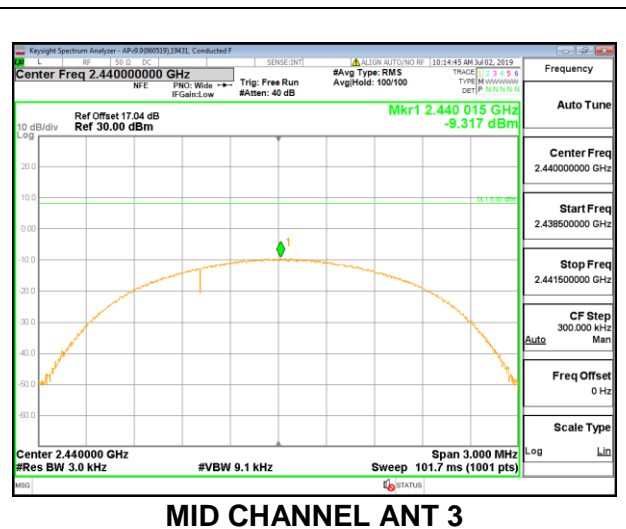 Keysight Spectrum Analyzer - APv9.9(060519),19431, Conducted F
L RF 50 Ω DC SENSE:INT ALIGN AUTO/NO RF 10:14:45 AM Jul 02, 2019
Center Freq 2.440000000 GHz
NFE PNO: Wide IFGain:Low
Trig: Free Run #Atten: 40 dB
#Avg Type: RMS Avg|Hold: 100/100
TRACE 1 2 3 4 5 6
TYPE M WWWWW
DET P N N N N N
Frequency
Mkr1 2.440 015 GHz
-9.317 dBm
Ref Offset 17.04 dB
10 dB/div Ref 30.00 dBm
Log
20.0
10.0
DL1 8.00 dBm
0.00
1
-10.0
-20.0
-30.0
-40.0
-50.0
-60.0
Center 2.440000 GHz Span 3.000 MHz
#Res BW 3.0 kHz #VBW 9.1 kHz Sweep 101.7 ms (1001 pts)
Auto Tune
Center Freq
2.440000000 GHz
Start Freq
2.438500000 GHz
Stop Freq
2.441500000 GHz
CF Step
300.000 kHz
Auto Man
Freq Offset
0 Hz
Scale Type
Log Lin
MSG STATUS
MID CHANNEL ANT 3